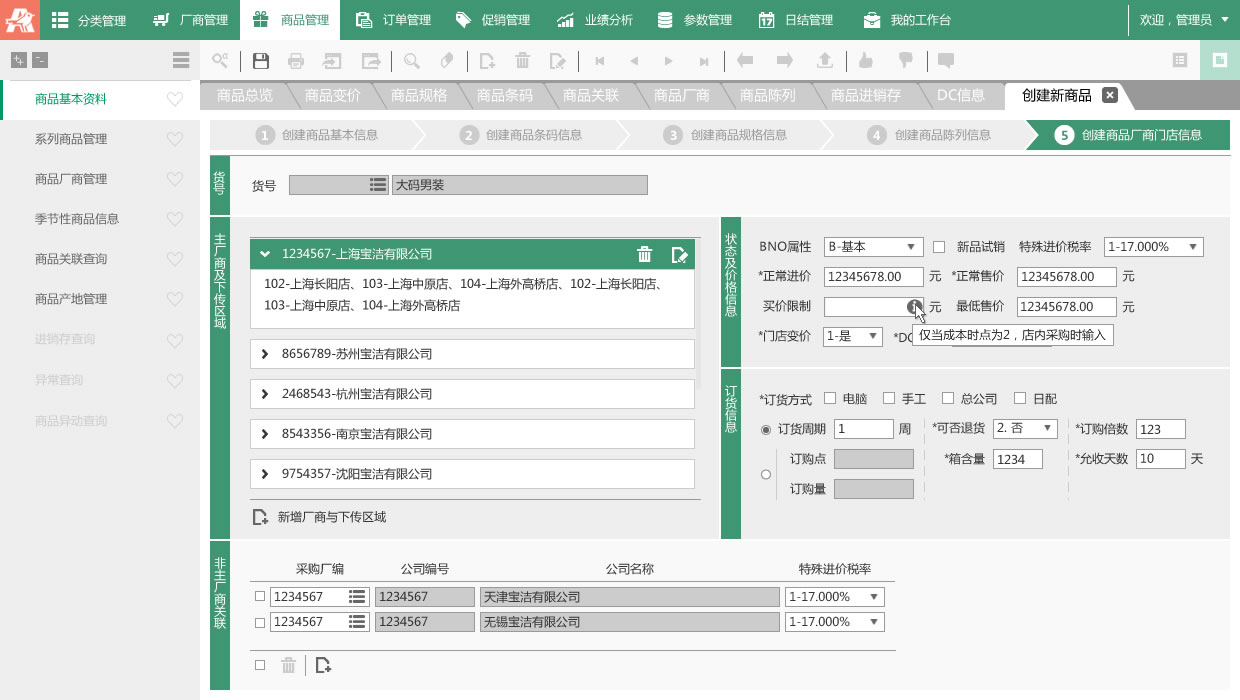 分类管理 厂商管理 商品管理 订单管理 促销管理 业绩分析 参数管理 日结管理 我的工作台 欢迎，管理员
商品总览 商品变价 商品规格 商品条码 商品关联 商品厂商 商品陈列 商品进销存 DC信息 创建新商品
商品基本资料
系列商品管理
商品厂商管理
季节性商品信息
商品关联查询
商品产地管理
进销存查询
异常查询
商品异动查询
1 创建商品基本信息 2 创建商品条码信息 3 创建商品规格信息 4 创建商品陈列信息 5 创建商品厂商门店信息
货号
货号 大码男装
主厂商及下传区域
1234567-上海宝洁有限公司
102-上海长阳店、103-上海中原店、104-上海外高桥店、102-上海长阳店、
103-上海中原店、104-上海外高桥店
8656789-苏州宝洁有限公司
2468543-杭州宝洁有限公司
8543356-南京宝洁有限公司
9754357-沈阳宝洁有限公司
新增厂商与下传区域
状态及价格信息
BNO属性 B-基本 新品试销 特殊进价税率 1-17.000%
*正常进价 12345678.00 元 *正常售价 12345678.00 元
买价限制 元 最低售价 12345678.00 元
*门店变价 1-是 *DC
仅当成本时点为2，店内采购时输入
订货信息
*订货方式 电脑 手工 总公司 日配
订货周期 1 周 *可否退货 2. 否 *订购倍数 123
订购点 *箱含量 1234 *允收天数 10 天
订购量
非主厂商关联
采购厂编 公司编号 公司名称 特殊进价税率
1234567 1234567 天津宝洁有限公司 1-17.000%
1234567 1234567 无锡宝洁有限公司 1-17.000%